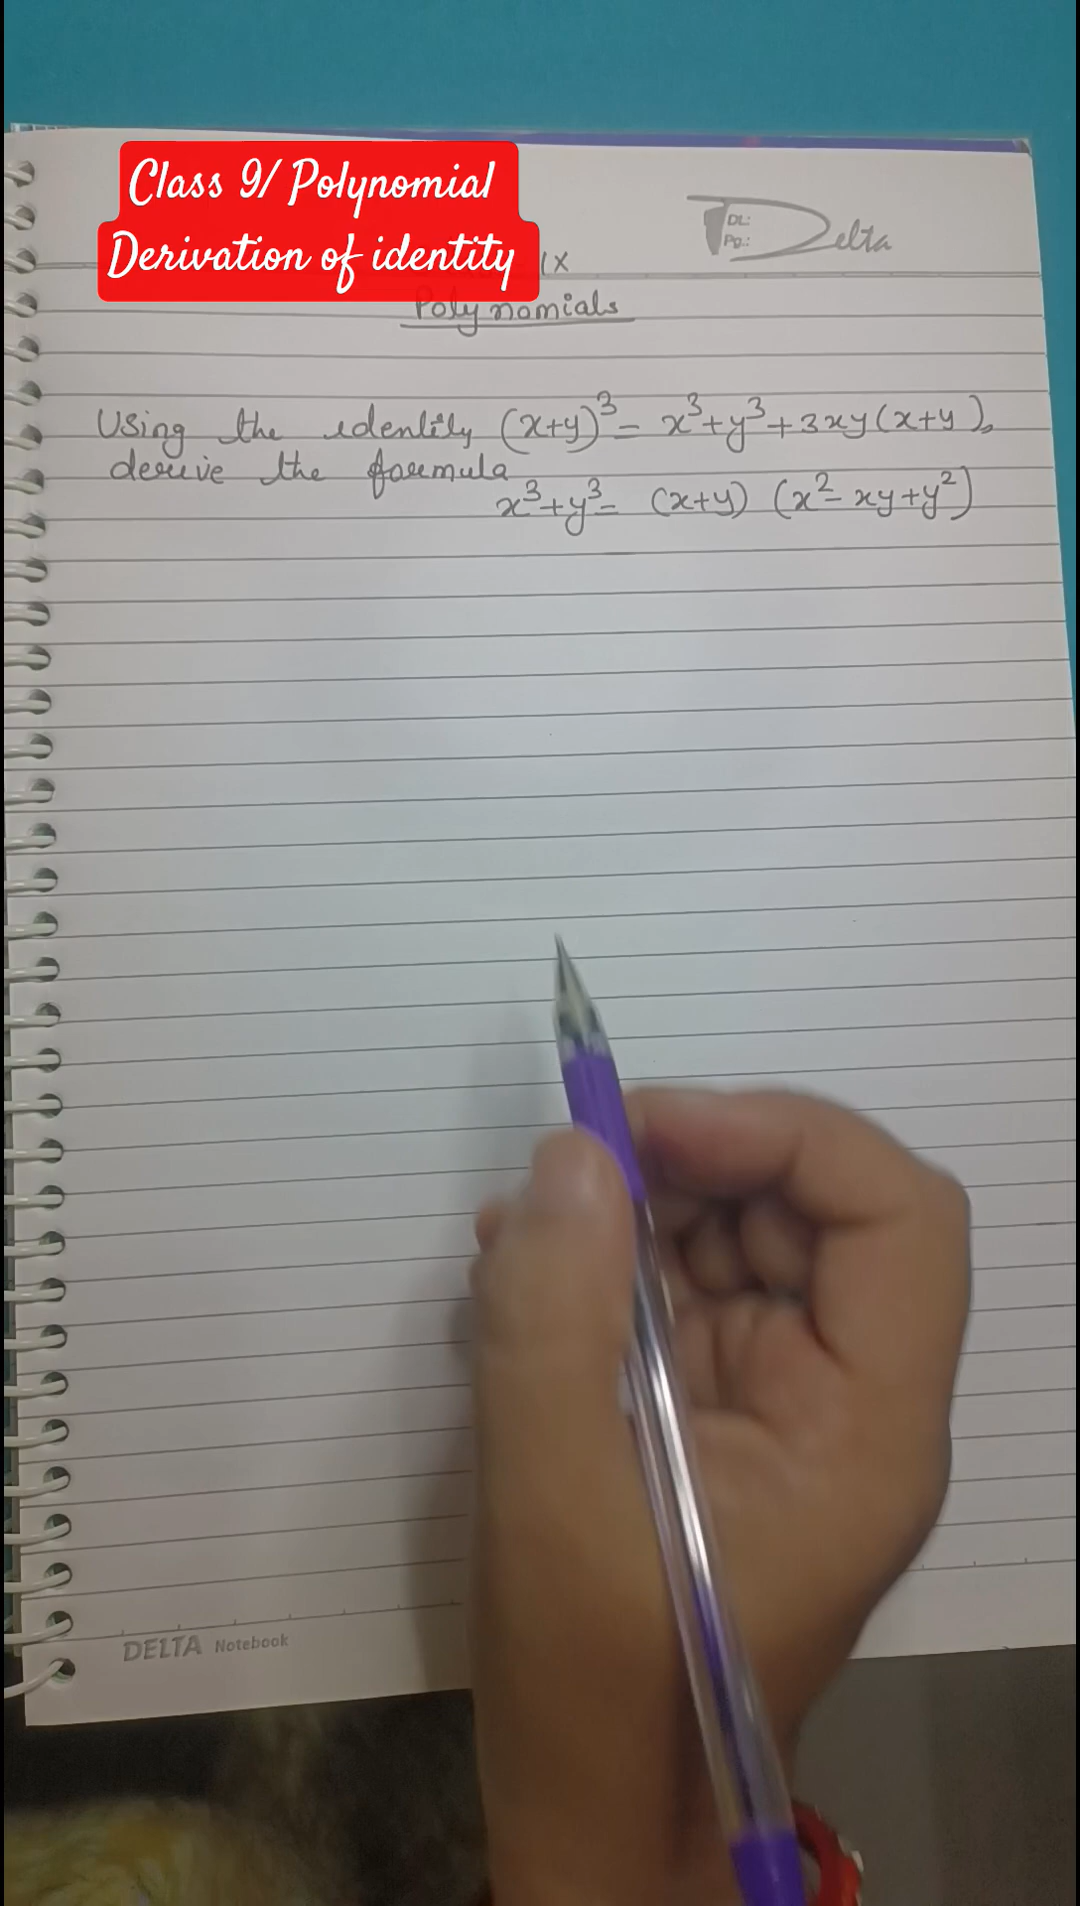 Class 9/ Polynomial
Derivation of identity
IX
DL:
Pg.:
Delta
Polynomials
Using the identity (x+y)³= x³+y³+3xy(x+y),
derive the formula
x³+y³= (x+y) (x²-xy+y²)
DELTA Notebook